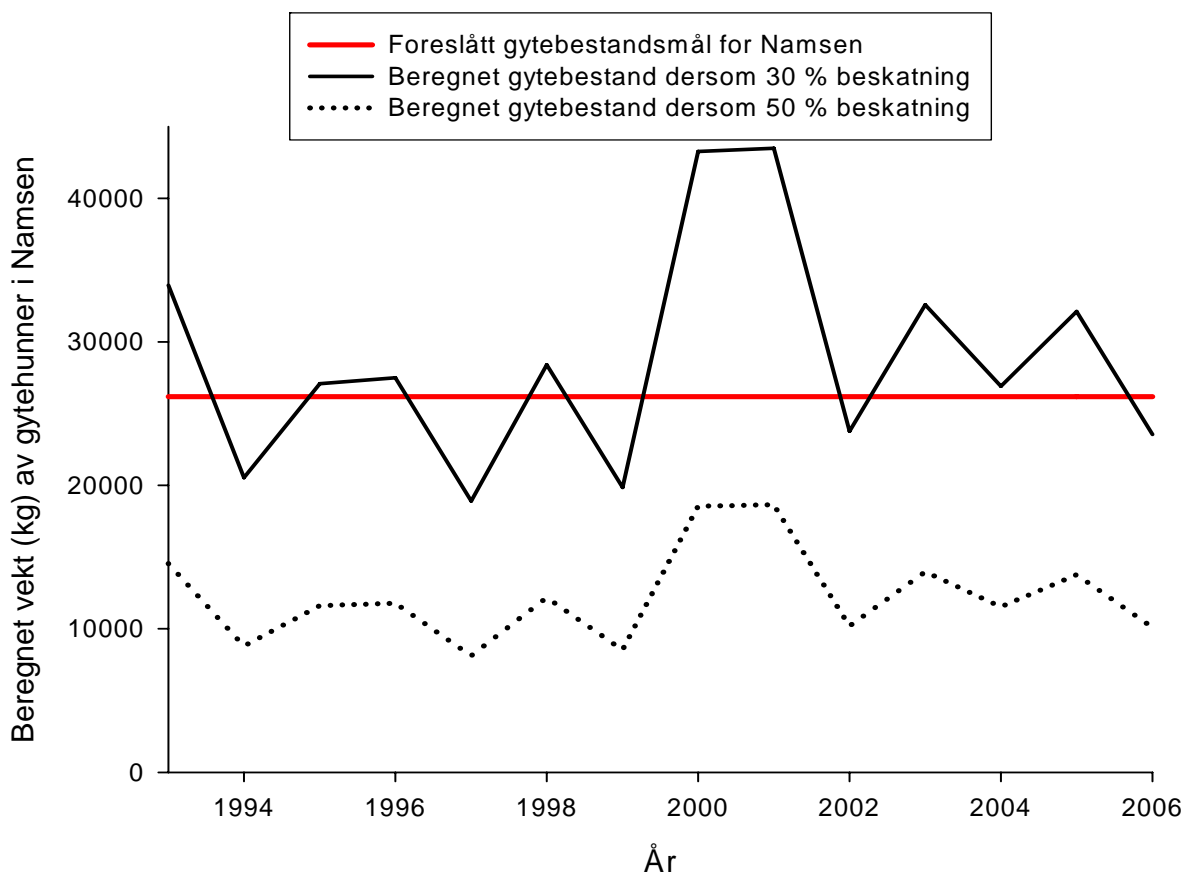 Foreslått gytebestandsmål for Namsen
Beregnet gytebestand dersom 30 % beskatning
Beregnet gytebestand dersom 50 % beskatning
Beregnet vekt (kg) av gytehunner i Namsen
40000
30000
20000
10000
0
1994 1996 1998 2000 2002 2004 2006
År